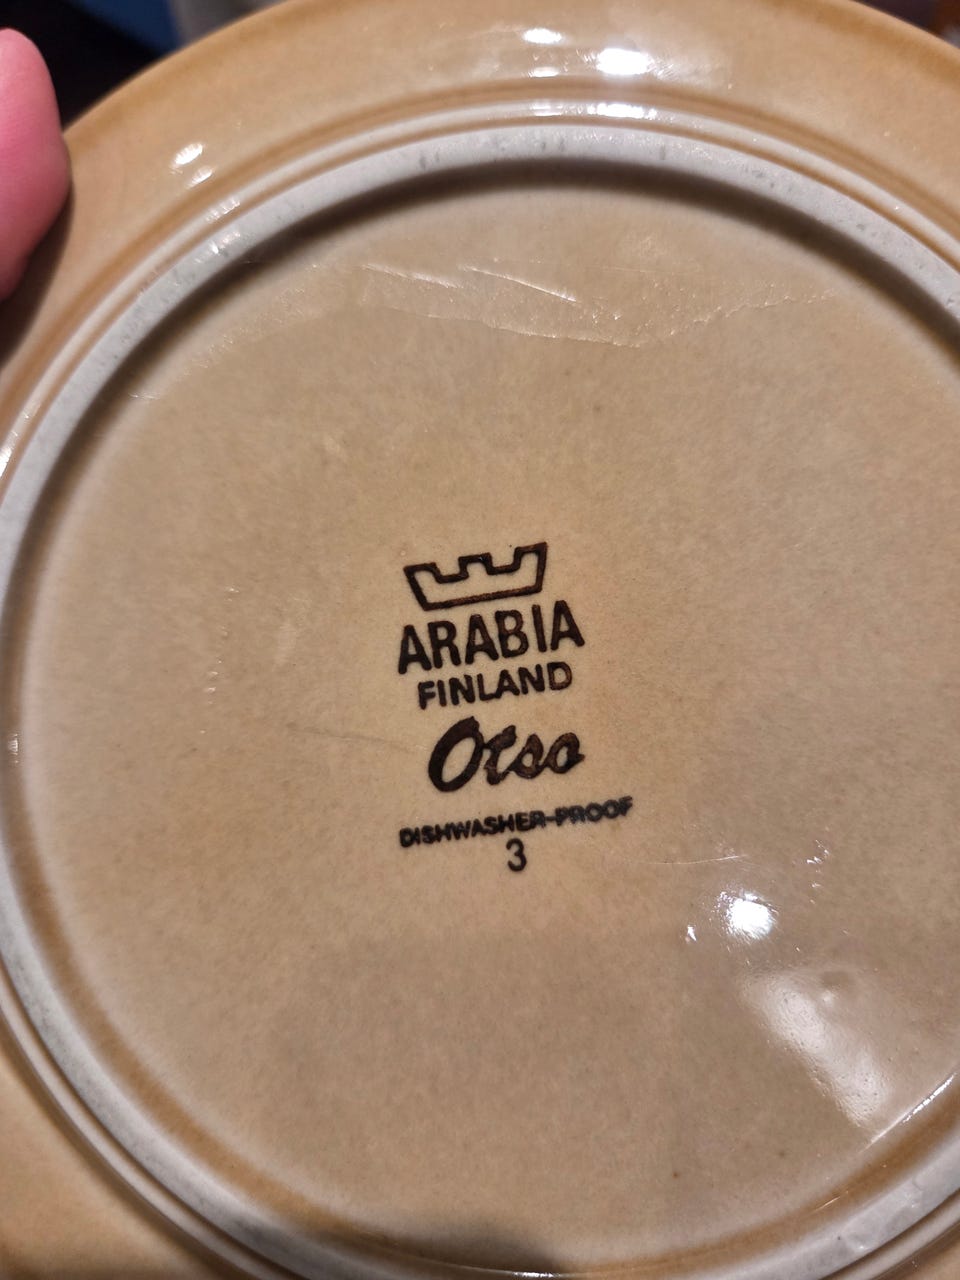 ARABIA
FINLAND
Otso
DISHWASHER-PROOF
3